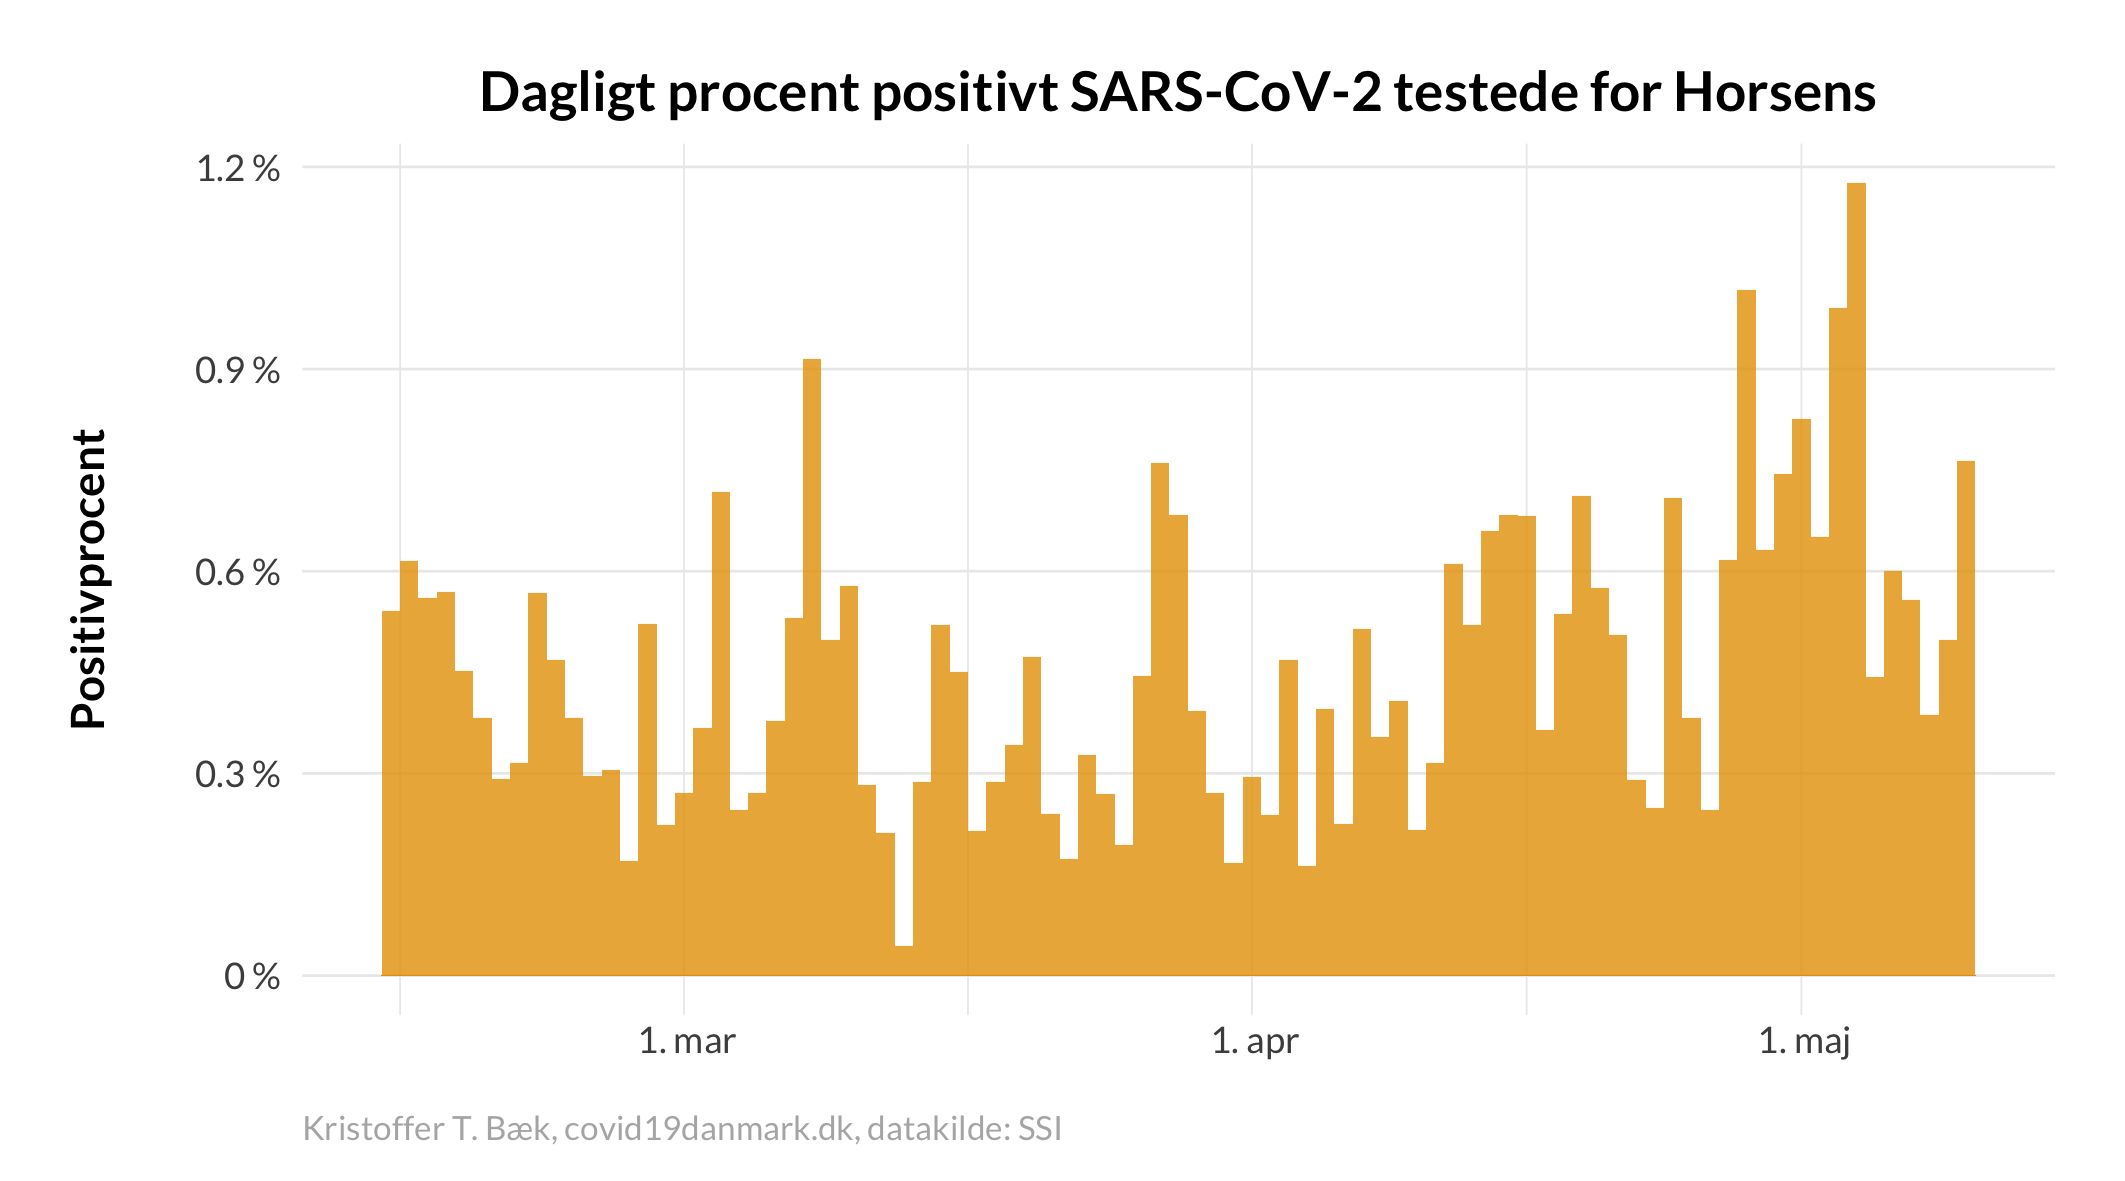 Dagligt procent positivt SARS-CoV-2 testede for Horsens
Positivprocent
1.2 %
0.9 %
0.6 %
0.3 %
0 %
1. mar
1. apr
1. maj
Kristoffer T. Bæk, covid19danmark.dk, datakilde: SSI